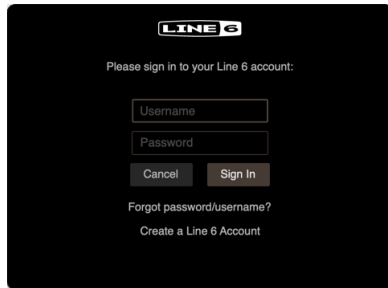 LINE 6
Please sign in to your Line 6 account:
Username
Password
Cancel Sign In
Forgot password/username?
Create a Line 6 Account